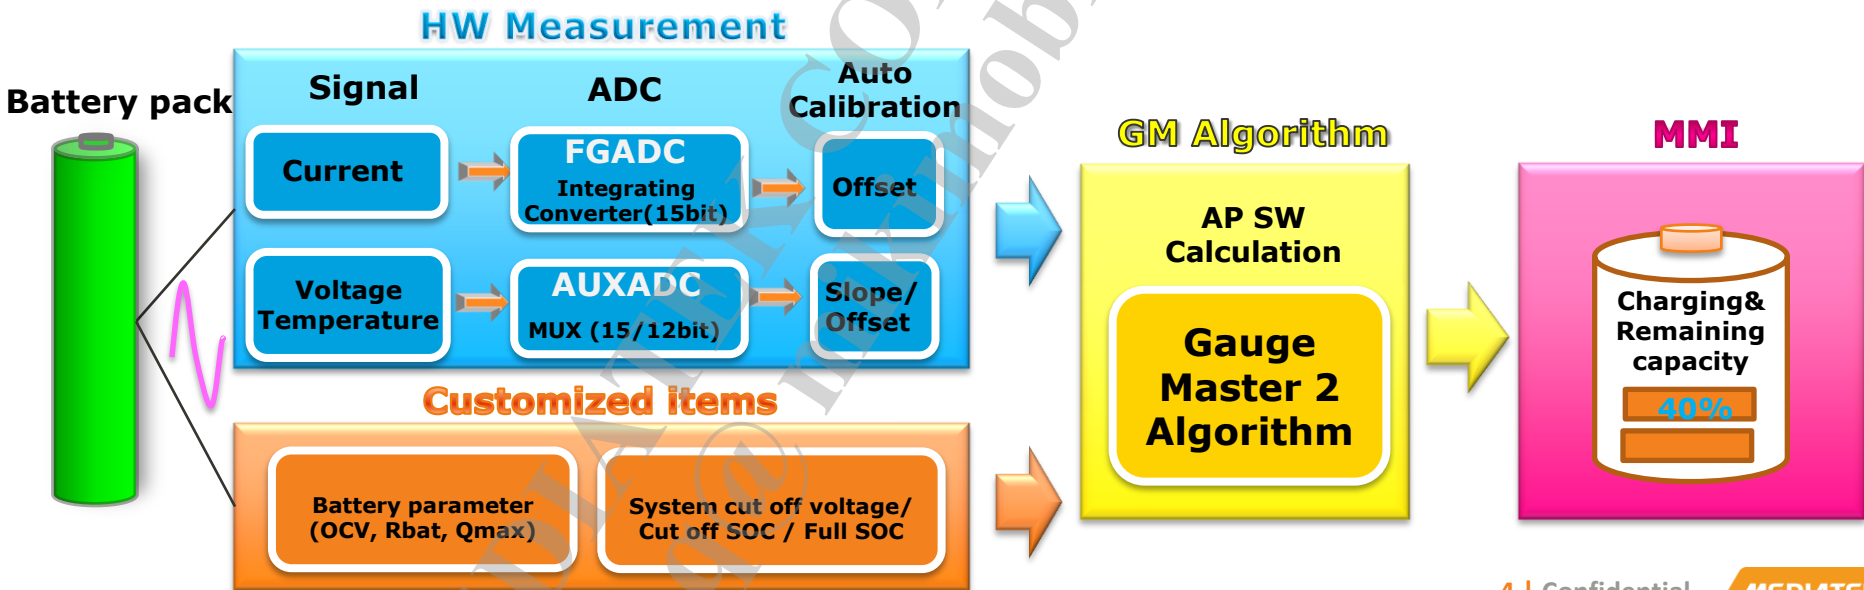 HW Measurement
Battery pack
Signal
ADC
Auto
Calibration
Current
FGADC
Integrating
Converter(15bit)
Offset
Voltage
Temperature
AUXADC
MUX (15/12bit)
Slope/
Offset
Customized items
Battery parameter
(OCV, Rbat, Qmax)
System cut off voltage/
Cut off SOC / Full SOC
GM Algorithm
AP SW
Calculation
Gauge
Master 2
Algorithm
MMI
Charging&
Remaining
capacity
40%
4 | Confidential